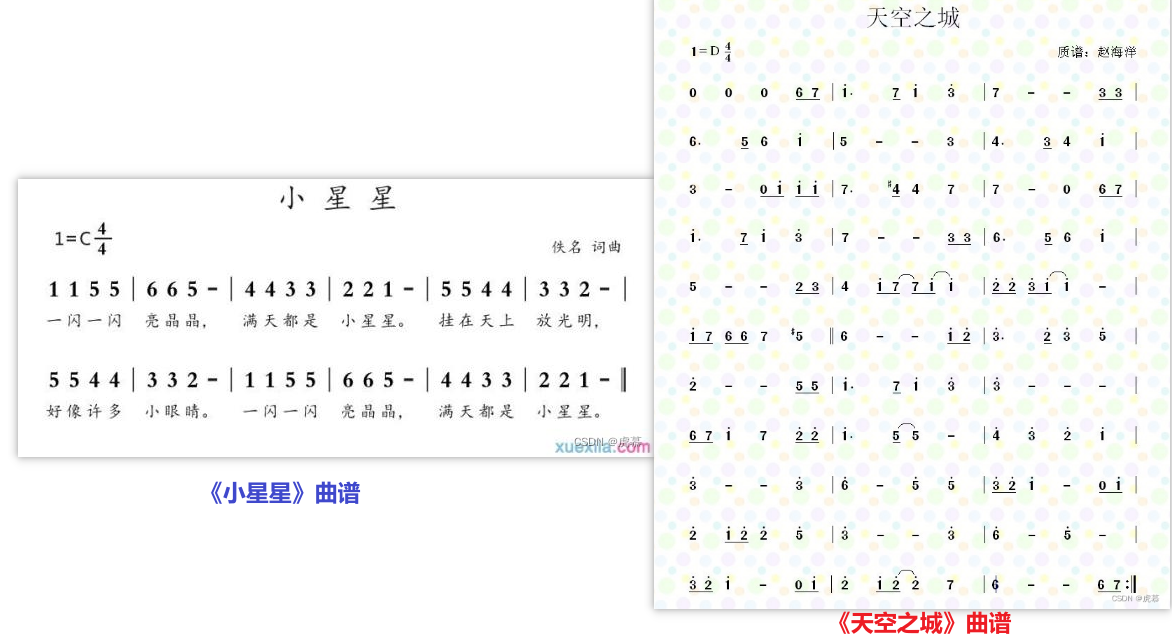 小 星 星
1=C 4/4
佚名 词曲
1 1 5 5 | 6 6 5 - | 4 4 3 3 | 2 2 1 - | 5 5 4 4 | 3 3 2 - |
一闪一闪 亮晶晶, 满天都是 小星星。 挂在天上 放光明,
5 5 4 4 | 3 3 2 - | 1 1 5 5 | 6 6 5 - | 4 4 3 3 | 2 2 1 - ‖
好像许多 小眼睛。 一闪一闪 亮晶晶, 满天都是 小星星。
CSDN @虎慕
xuexila.com
《小星星》曲谱
天空之城
1=D 4/4
质谱：赵海洋
0 0 0 6 7 | 1̇· 7 1̇ 3̇ | 7 - - 3 3 |
6· 5 6 1̇ | 5 - - 3 | 4· 3 4 1̇ |
3 - 0 1̇ 1̇ 1̇ | 7· #4 4 7 | 7 - 0 6 7 |
1̇· 7 1̇ 3̇ | 7 - - 3 3 | 6· 5 6 1̇ |
5 - - 2 3 | 4 1̇ 7 7 1̇ 1̇ | 2̇ 2̇ 3̇ 1̇ 1̇ - |
1̇ 7 6 6 7 #5 ‖ 6 - - 1̇ 2̇ | 3̇· 2̇ 3̇ 5̇ |
2̇ - - 5 5 | 1̇· 7 1̇ 3̇ | 3̇ - - - |
6 7 1̇ 7 2̇ 2̇ | 1̇· 5 5 - | 4̇ 3̇ 2̇ 1̇ |
3̇ - - 3̇ | 6̇ - 5̇ 5̇ | 3̇ 2̇ 1̇ - 0 1̇ |
2̇ 1̇ 2̇ 2̇ 5̇ | 3̇ - - 3̇ | 6̇ - 5̇ - |
3̇ 2̇ 1̇ - 0 1̇ | 2̇ 1̇ 2̇ 2̇ 7 | 6 - - 6 7 :‖
CSDN @虎慕
《天空之城》曲谱